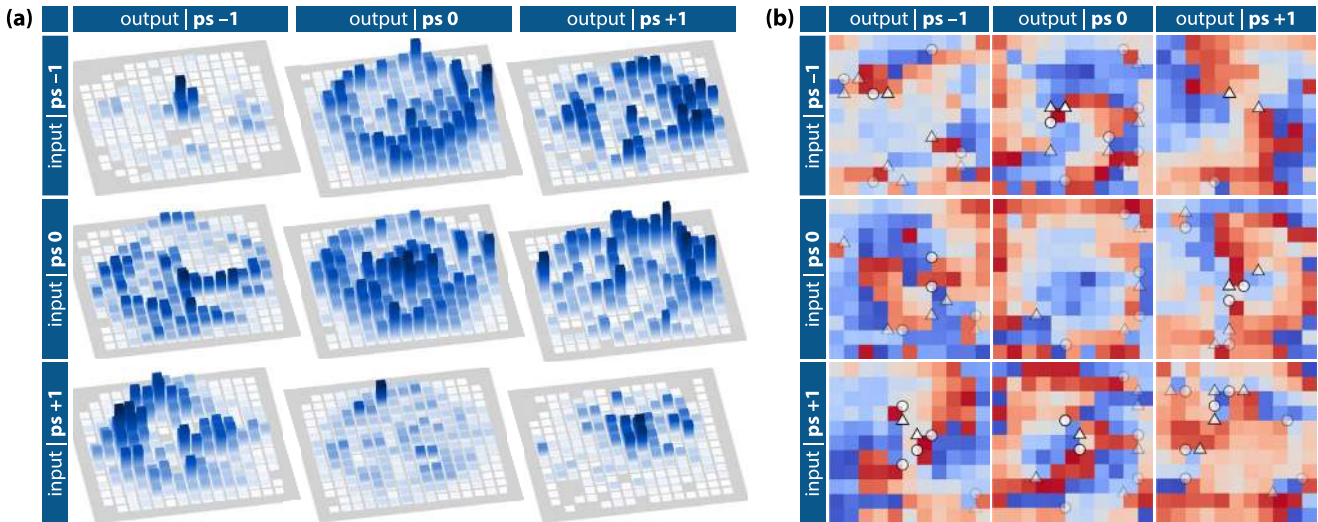 (a)
output | ps –1
output | ps 0
output | ps +1
input | ps –1
input | ps 0
input | ps +1
(b)
output | ps –1
output | ps 0
output | ps +1
input | ps –1
input | ps 0
input | ps +1